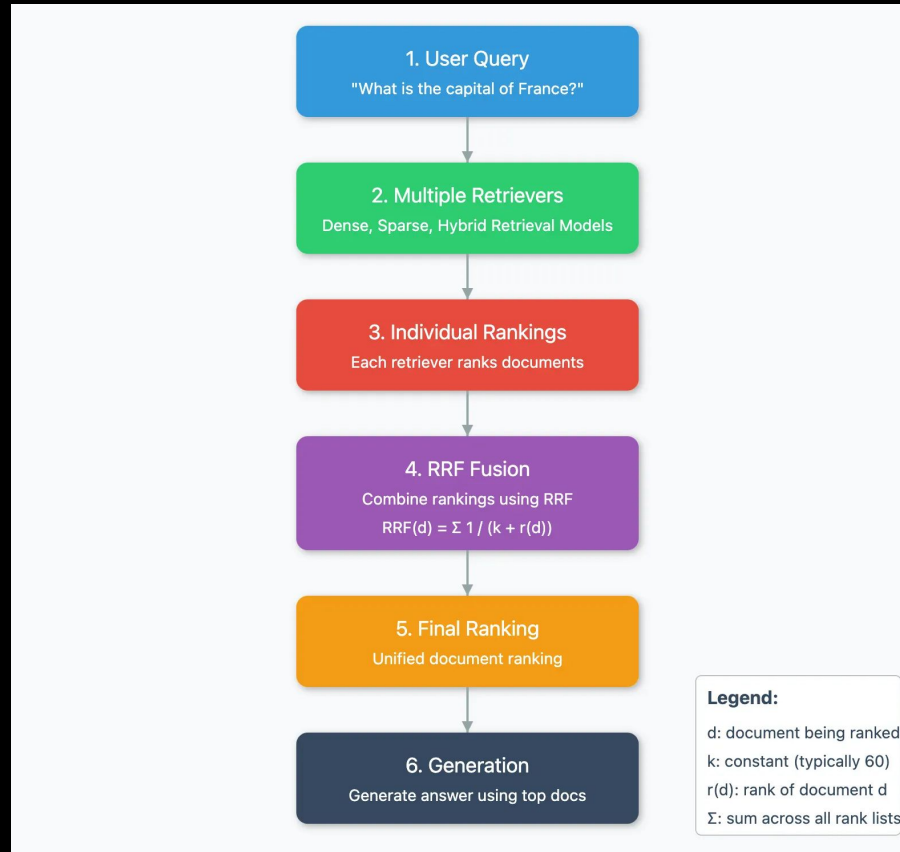 1. User Query
"What is the capital of France?"
2. Multiple Retrievers
Dense, Sparse, Hybrid Retrieval Models
3. Individual Rankings
Each retriever ranks documents
4. RRF Fusion
Combine rankings using RRF
RRF(d) = Σ 1 / (k + r(d))
5. Final Ranking
Unified document ranking
6. Generation
Generate answer using top docs
Legend:
d: document being ranked
k: constant (typically 60)
r(d): rank of document d
Σ: sum across all rank lists